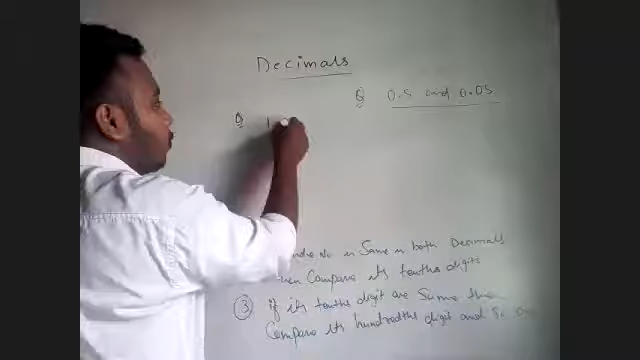 Decimals
Q 0.5 and 0.05
Q 1
No is Same in both Decimals
then Compare its tenths digits
③ if its tenths digit are Same then
Compare its hundredths digit and So on